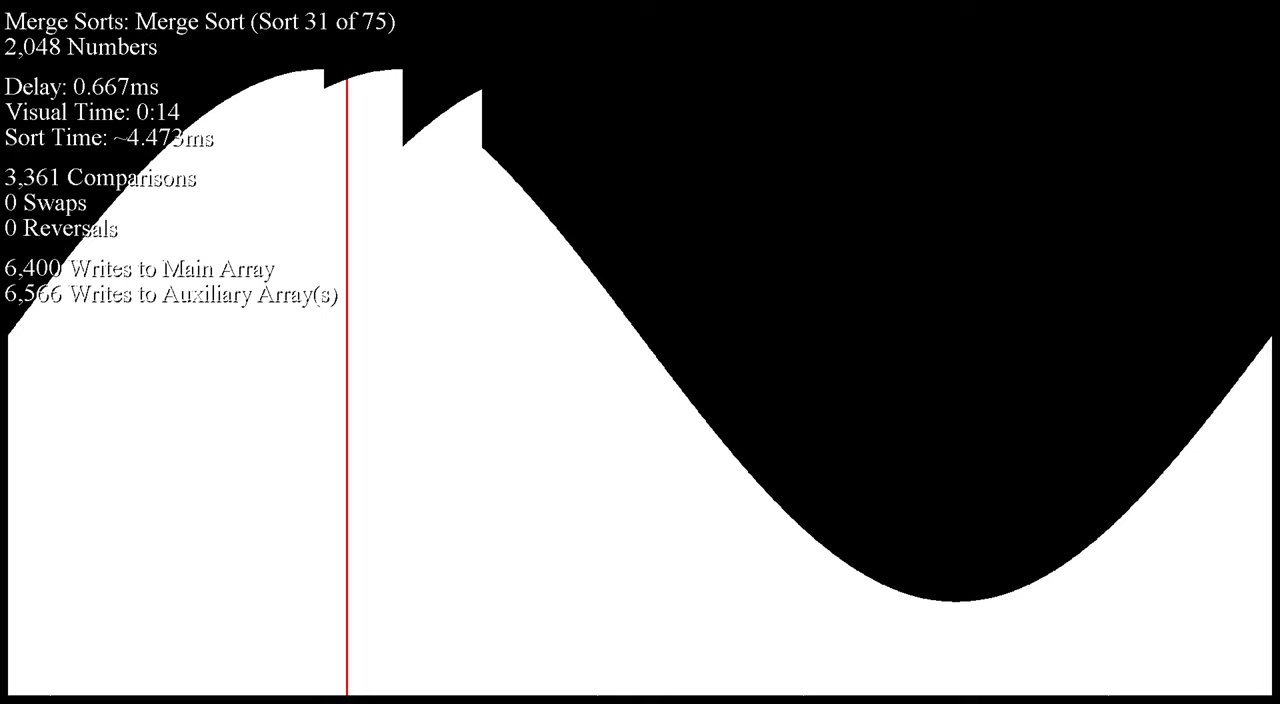 Merge Sorts: Merge Sort (Sort 31 of 75)
2,048 Numbers
Delay: 0.667ms
Visual Time: 0:14
Sort Time: ~4.473ms
3,361 Comparisons
0 Swaps
0 Reversals
6,400 Writes to Main Array
6,566 Writes to Auxiliary Array(s)